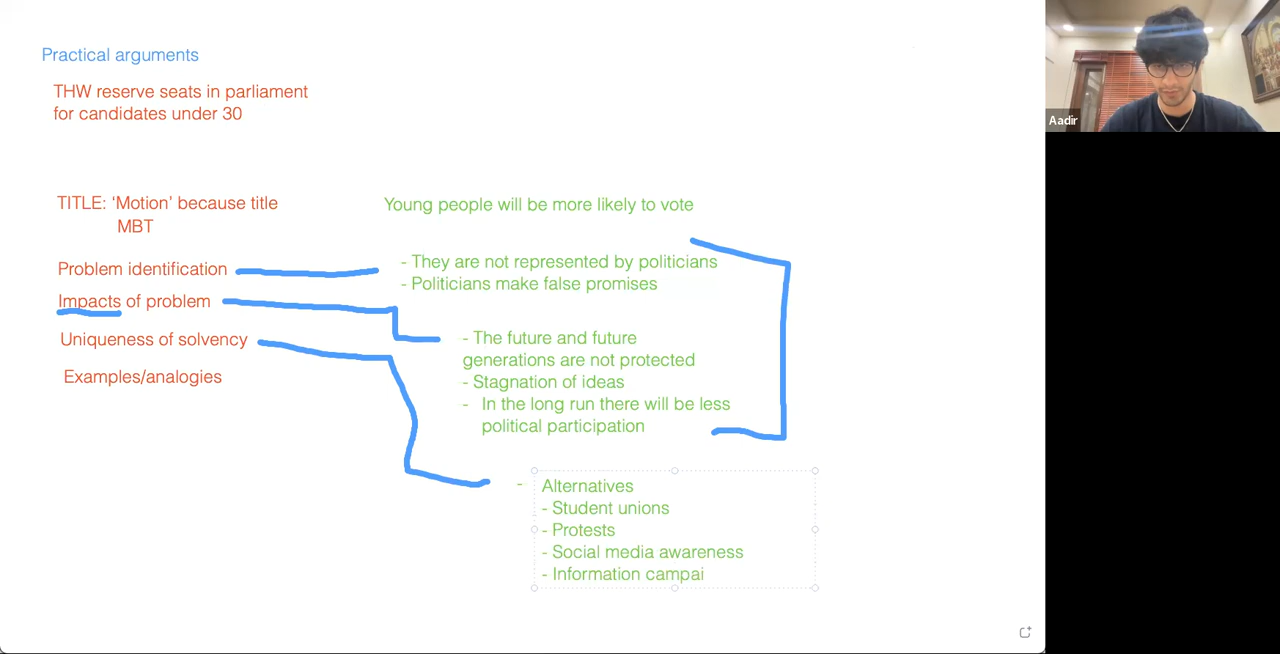 Practical arguments
THW reserve seats in parliament
for candidates under 30
Aadir
TITLE: ‘Motion’ because title
MBT
Young people will be more likely to vote
Problem identification
- They are not represented by politicians
- Politicians make false promises
Impacts of problem
Uniqueness of solvency
- The future and future
generations are not protected
- Stagnation of ideas
- In the long run there will be less
political participation
Examples/analogies
- Alternatives
- Student unions
- Protests
- Social media awareness
- Information campai